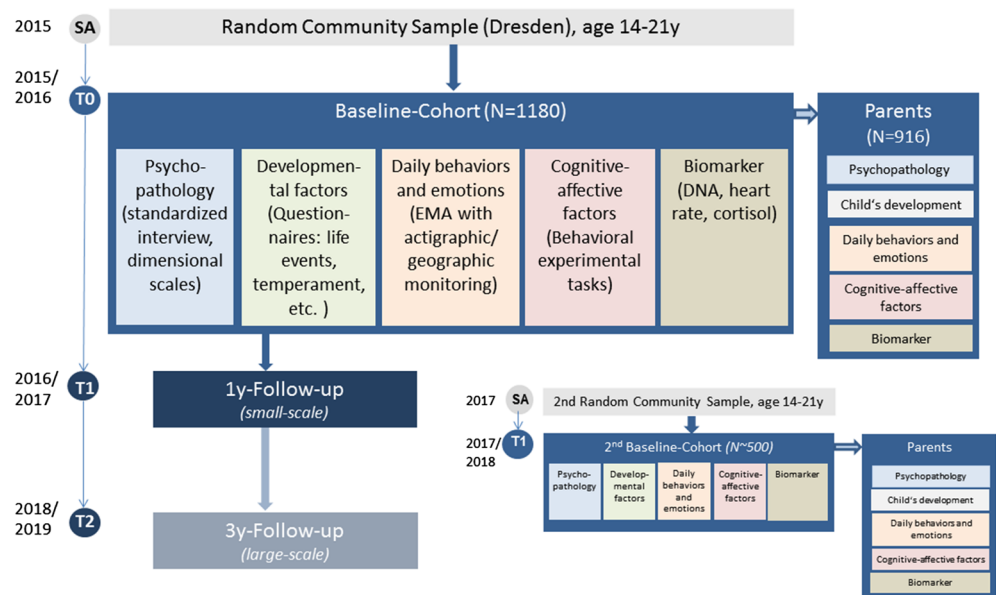 2015
SA
Random Community Sample (Dresden), age 14-21y
2015/
2016
T0
Baseline-Cohort (N=1180)
Psycho-
pathology
(standardized
interview,
dimensional
scales)
Developmen-
tal factors
(Question-
naires: life
events,
temperament,
etc. )
Daily behaviors
and emotions
(EMA with
actigraphic/
geographic
monitoring)
Cognitive-
affective
factors
(Behavioral
experimental
tasks)
Biomarker
(DNA, heart
rate, cortisol)
Parents
(N=916)
Psychopathology
Child‘s development
Daily behaviors and
emotions
Cognitive-affective
factors
Biomarker
2016/
2017
T1
1y-Follow-up
(small-scale)
2018/
2019
T2
3y-Follow-up
(large-scale)
2017
SA
2nd Random Community Sample, age 14-21y
2017/
2018
T1
2nd Baseline-Cohort (N~500)
Psycho-
pathology
Develop-
mental
factors
Daily
behaviors
and
emotions
Cognitive-
affective
factors
Biomarker
Parents
Psychopathology
Child‘s development
Daily behaviors and
emotions
Cognitive-affective factors
Biomarker